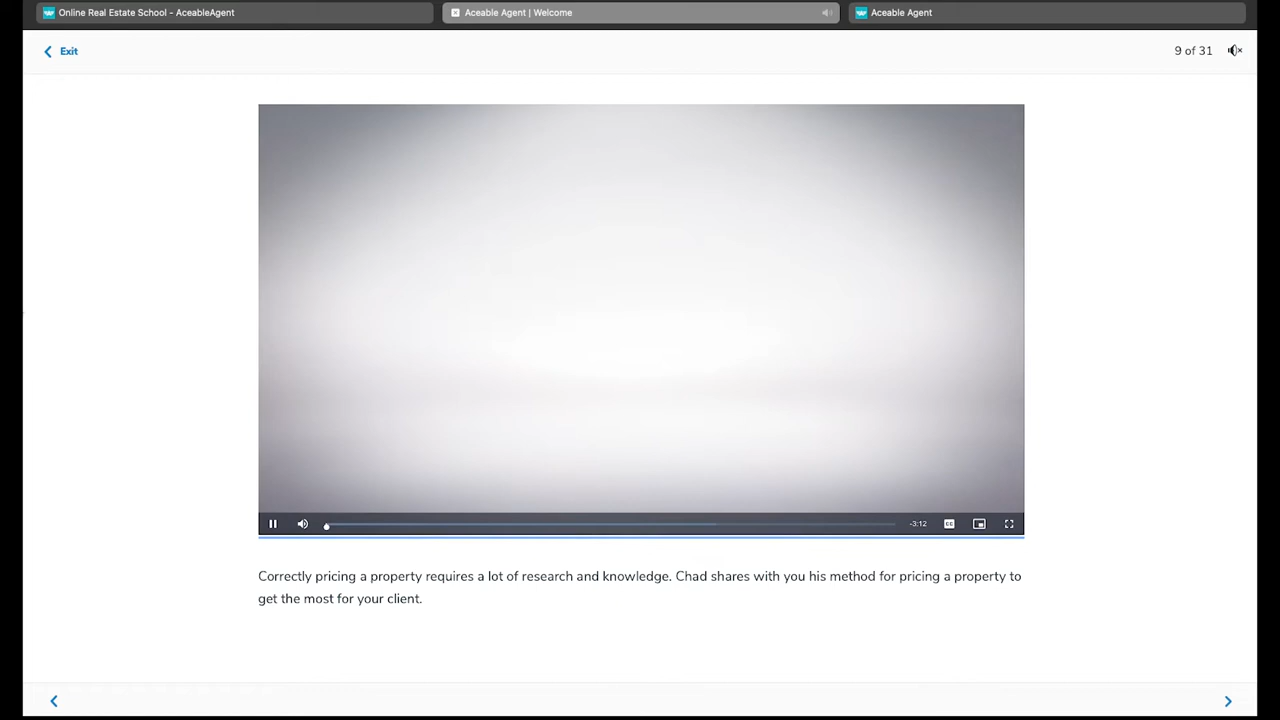 Online Real Estate School - AceableAgent
Aceable Agent | Welcome
Aceable Agent
Exit
9 of 31
-3:12
CC
Correctly pricing a property requires a lot of research and knowledge. Chad shares with you his method for pricing a property to
get the most for your client.